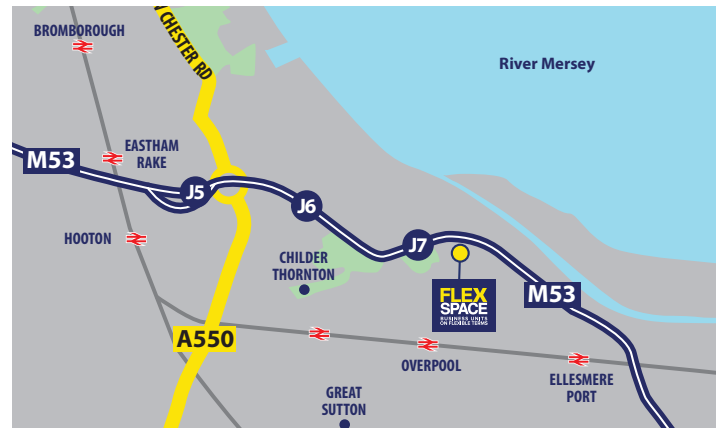 BROMBOROUGH
CHESTER RD
River Mersey
EASTHAM
RAKE
M53
J5
J6
HOOTON
J7
CHILDER
THORNTON
FLEX
SPACE
BUSINESS UNITS
ON FLEXIBLE TERMS
M53
A550
OVERPOOL
ELLESMERE
PORT
GREAT
SUTTON